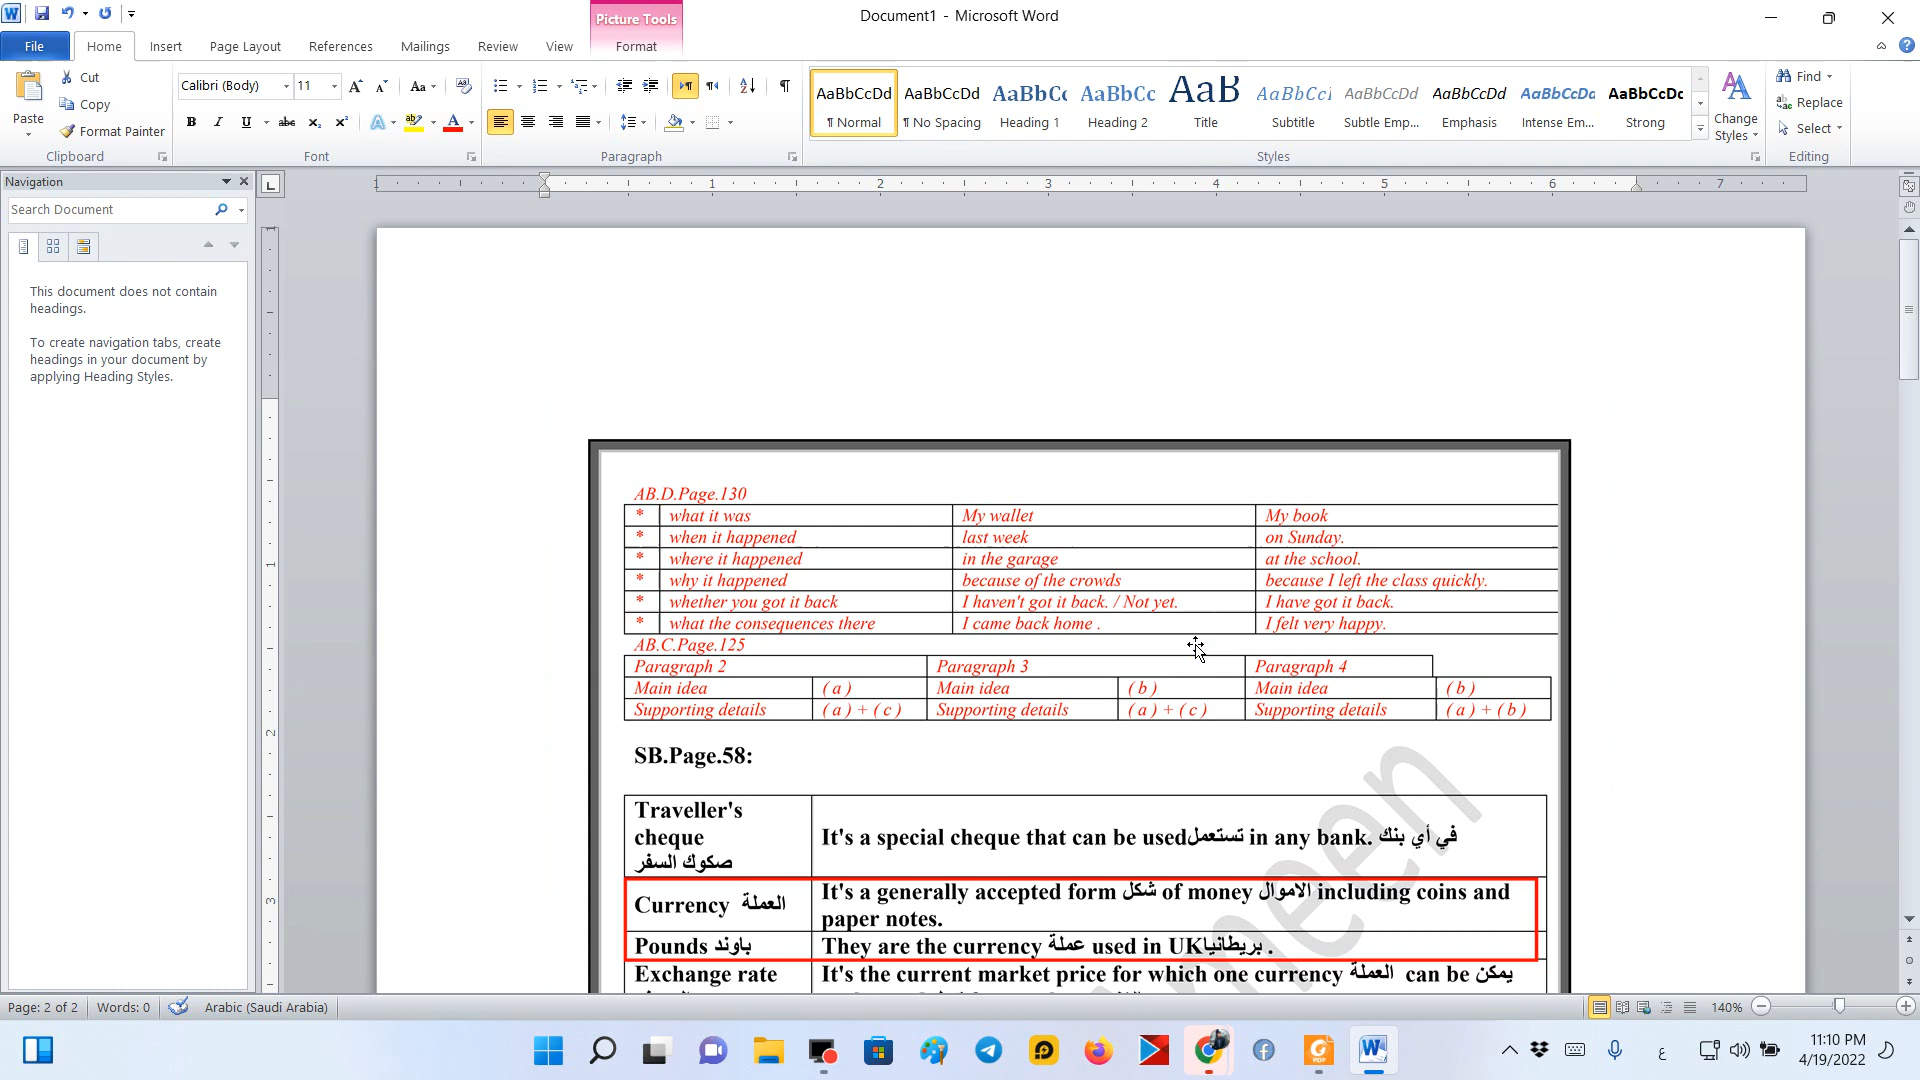 Document1 - Microsoft Word
Picture Tools
File Home Insert Page Layout References Mailings Review View Format
Paste
Cut
Copy
Format Painter
Clipboard
Calibri (Body) 11
Font
Paragraph
AaBbCcDd AaBbCcDd AaBbCc AaBbCc AaB AaBbCcI AaBbCcDd AaBbCcDd AaBbCcDd AaBbCcDc
¶ Normal ¶ No Spacing Heading 1 Heading 2 Title Subtitle Subtle Emp... Emphasis Intense Em... Strong
Styles
Change Styles
Find
Replace
Select
Editing
Navigation
Search Document
This document does not contain
headings.
To create navigation tabs, create
headings in your document by
applying Heading Styles.
AB.D.Page.130
* what it was My wallet My book
* when it happened last week on Sunday.
* where it happened in the garage at the school.
* why it happened because of the crowds because I left the class quickly.
* whether you got it back I haven't got it back. / Not yet. I have got it back.
* what the consequences there I came back home . I felt very happy.
AB.C.Page.125
Paragraph 2 Paragraph 3 Paragraph 4
Main idea ( a ) Main idea ( b ) Main idea ( b )
Supporting details ( a ) + ( c ) Supporting details ( a ) + ( c ) Supporting details ( a ) + ( b )
SB.Page.58:
Traveller's
cheque
صكوك السفر
It's a special cheque that can be used تستعمل in any bank. في أي بنك
Currency العملة
It's a generally accepted form شكل of money الاموال including coins and
paper notes.
Pounds باوند They are the currency عملة used in UK بريطانيا .
Exchange rate It's the current market price for which one currency العملة can be يمكن
meen
Page: 2 of 2 Words: 0 Arabic (Saudi Arabia) 140%
11:10 PM
4/19/2022